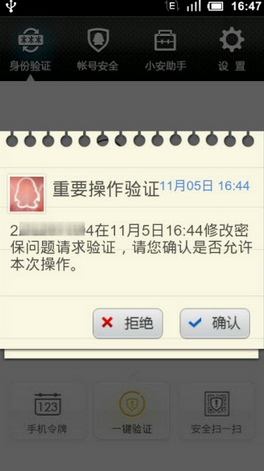 16:47
身份验证
帐号安全
小安助手
设 置
重要操作验证 11月05日 16:44
2 4在11月5日16:44修改密
保问题请求验证，请您确认是否允许
本次操作。
拒绝
确认
123
手机令牌
一键验证
安全扫一扫